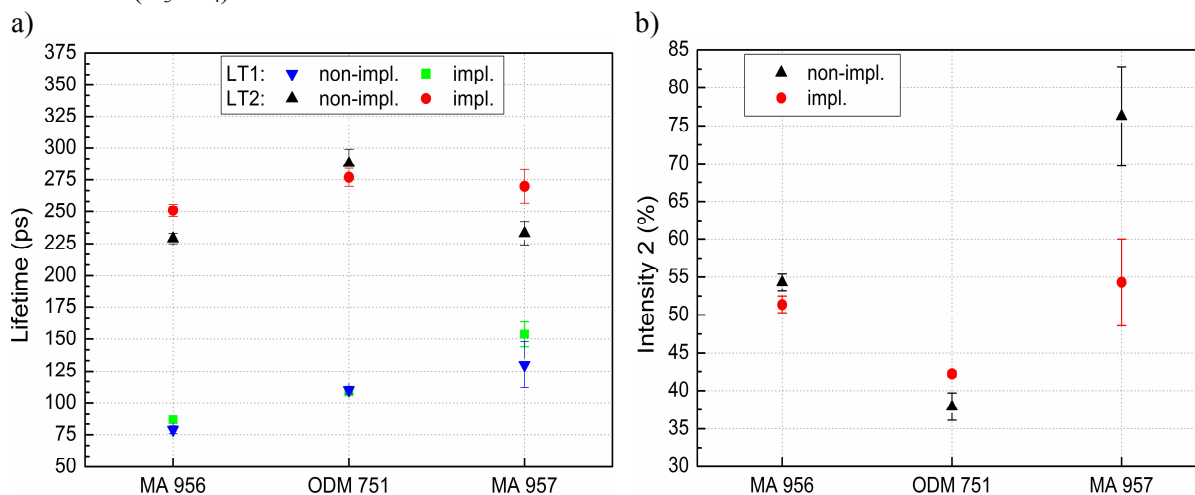 a)
375
350
325
300
275
250
225
200
175
150
125
100
75
50
Lifetime (ps)
LT1: non-impl. impl.
LT2: non-impl. impl.
MA 956 ODM 751 MA 957
b)
85
80
75
70
65
60
55
50
45
40
35
30
Intensity 2 (%)
non-impl.
impl.
MA 956 ODM 751 MA 957